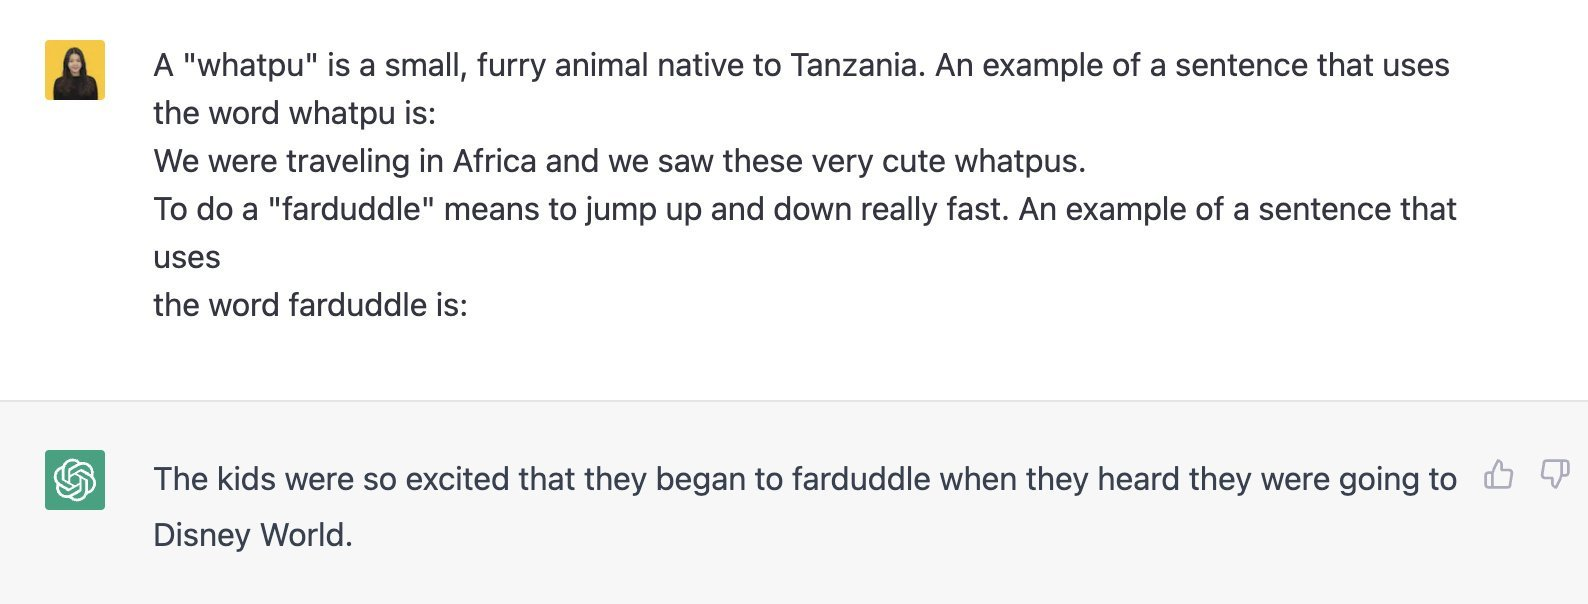 A "whatpu" is a small, furry animal native to Tanzania. An example of a sentence that uses
the word whatpu is:
We were traveling in Africa and we saw these very cute whatpus.
To do a "farduddle" means to jump up and down really fast. An example of a sentence that
uses
the word farduddle is:
The kids were so excited that they began to farduddle when they heard they were going to
Disney World.